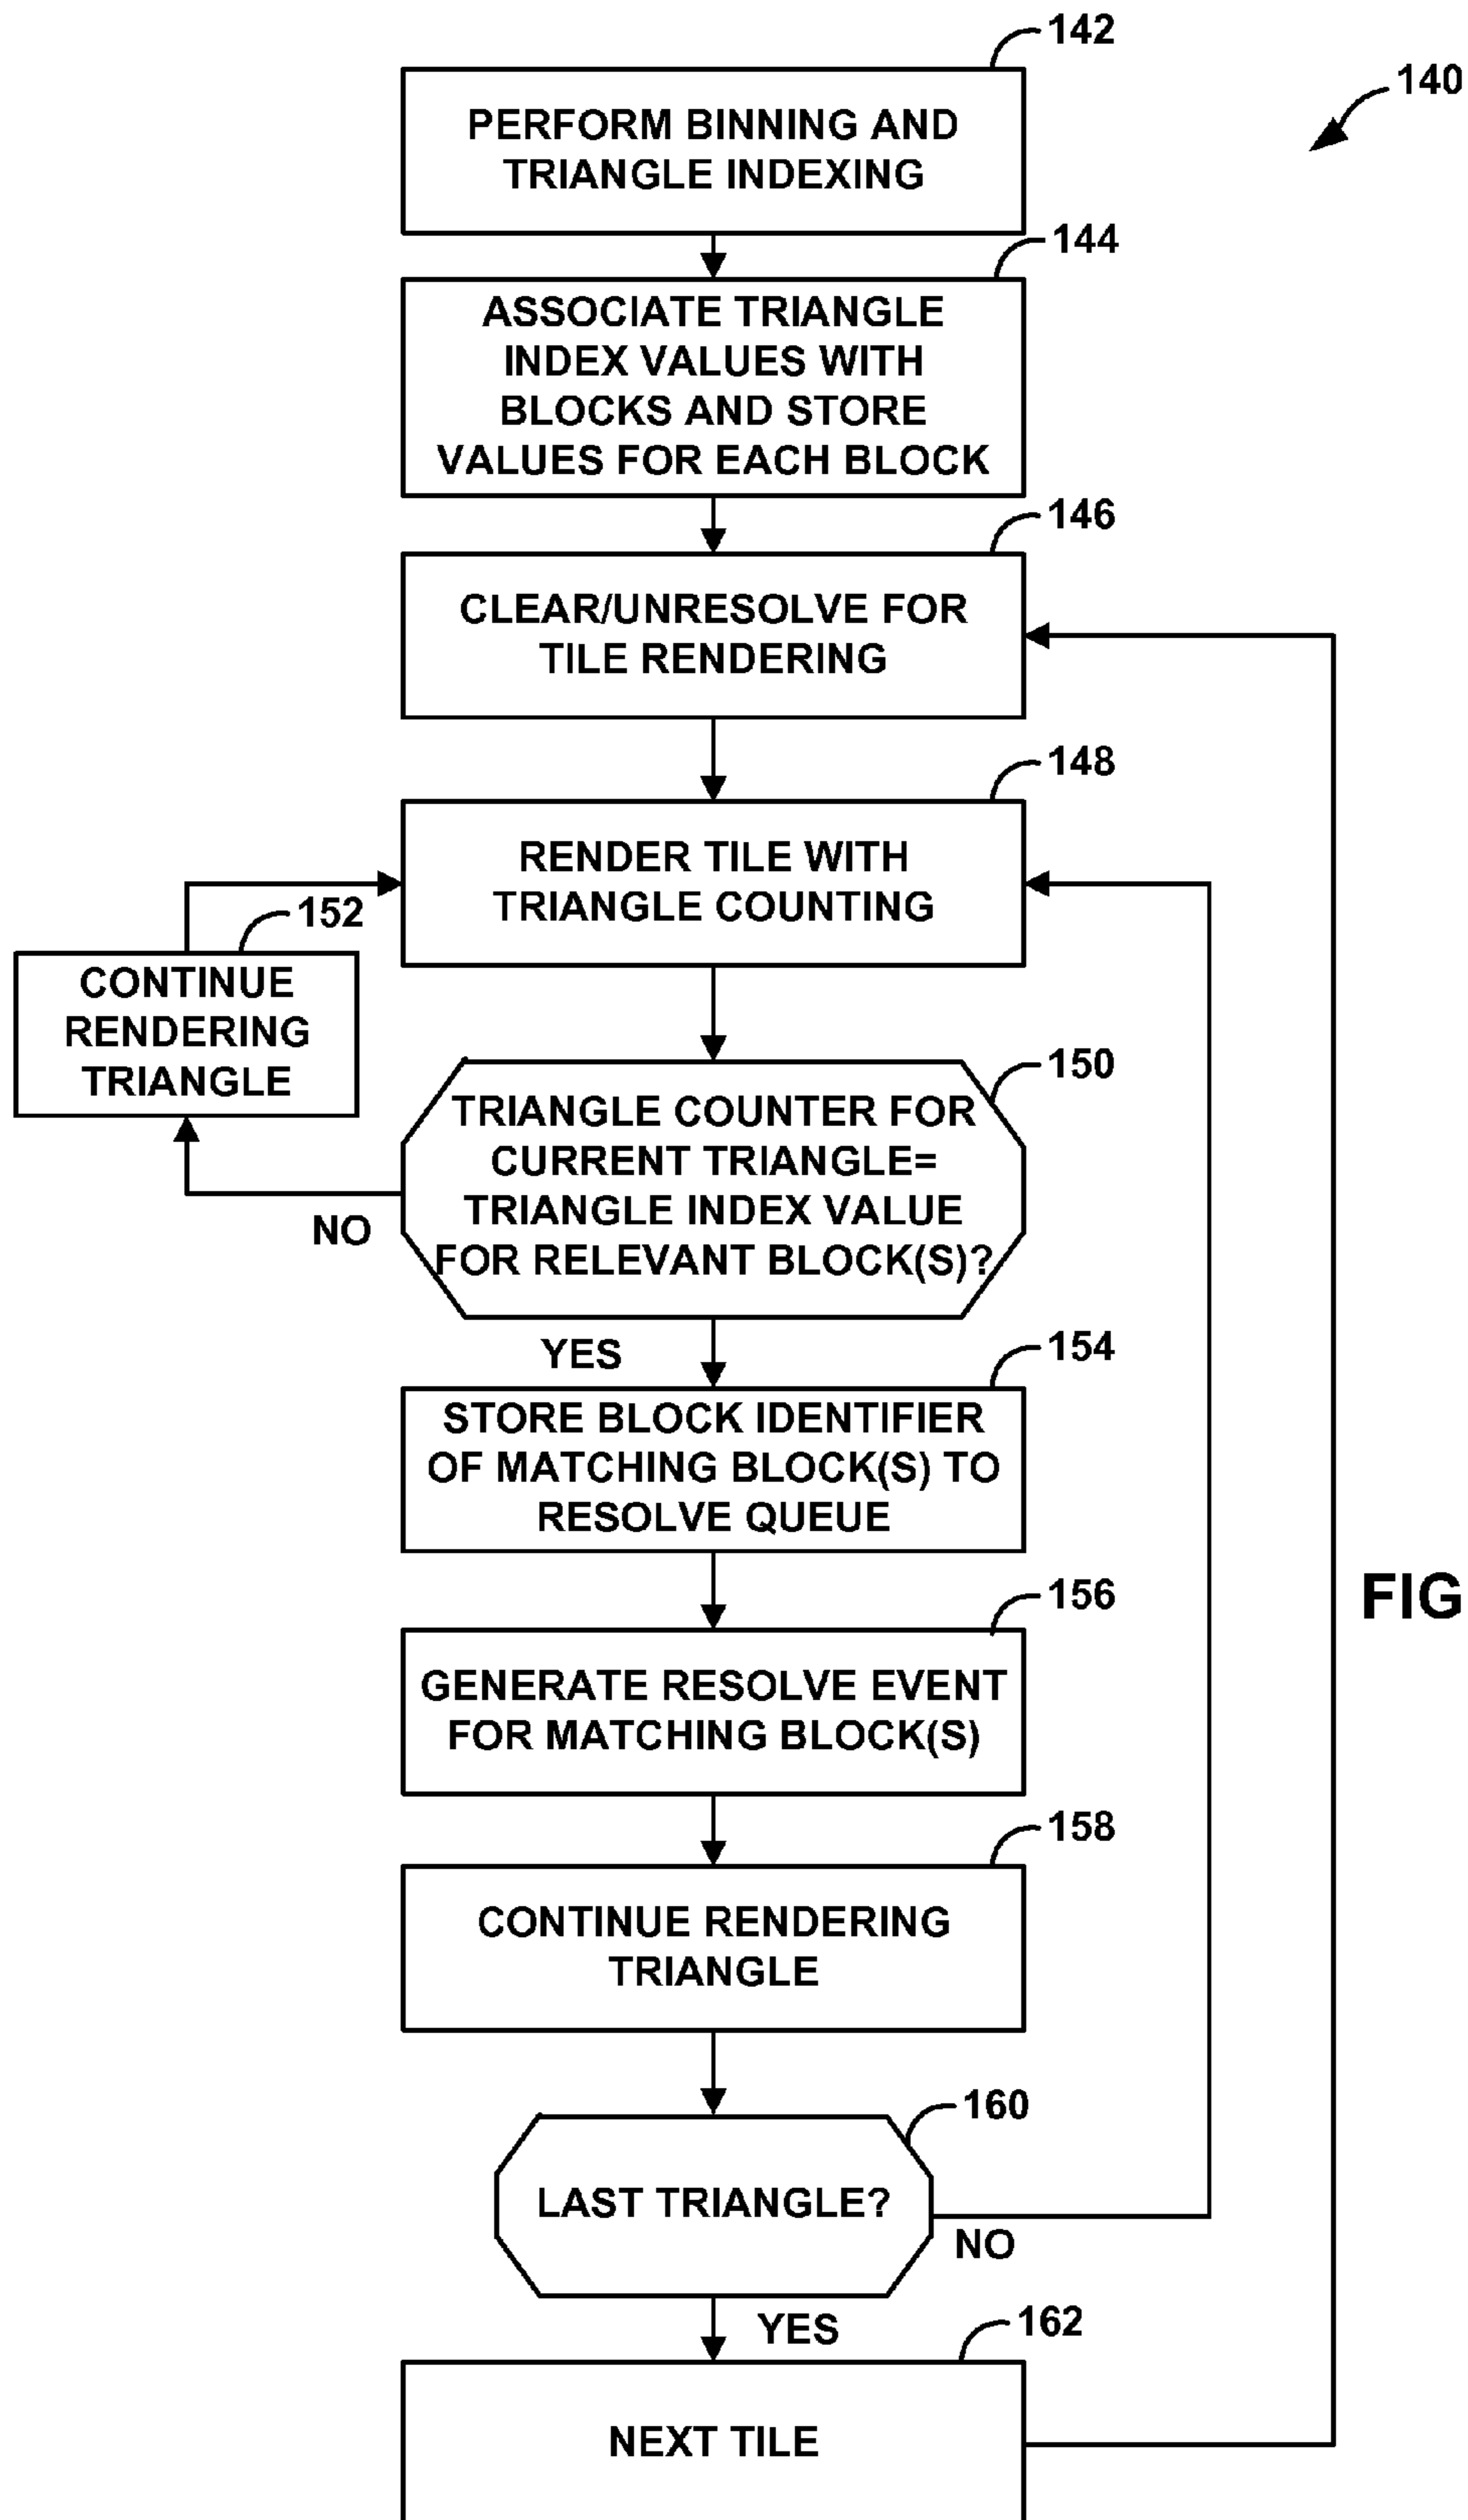 142
140
PERFORM BINNING AND
TRIANGLE INDEXING
144
ASSOCIATE TRIANGLE
INDEX VALUES WITH
BLOCKS AND STORE
VALUES FOR EACH BLOCK
146
CLEAR/UNRESOLVE FOR
TILE RENDERING
148
RENDER TILE WITH
TRIANGLE COUNTING
152
CONTINUE
RENDERING
TRIANGLE
150
TRIANGLE COUNTER FOR
CURRENT TRIANGLE=
TRIANGLE INDEX VALUE
FOR RELEVANT BLOCK(S)?
NO
YES
154
STORE BLOCK IDENTIFIER
OF MATCHING BLOCK(S) TO
RESOLVE QUEUE
156
FIG
GENERATE RESOLVE EVENT
FOR MATCHING BLOCK(S)
158
CONTINUE RENDERING
TRIANGLE
160
LAST TRIANGLE?
NO
YES
162
NEXT TILE